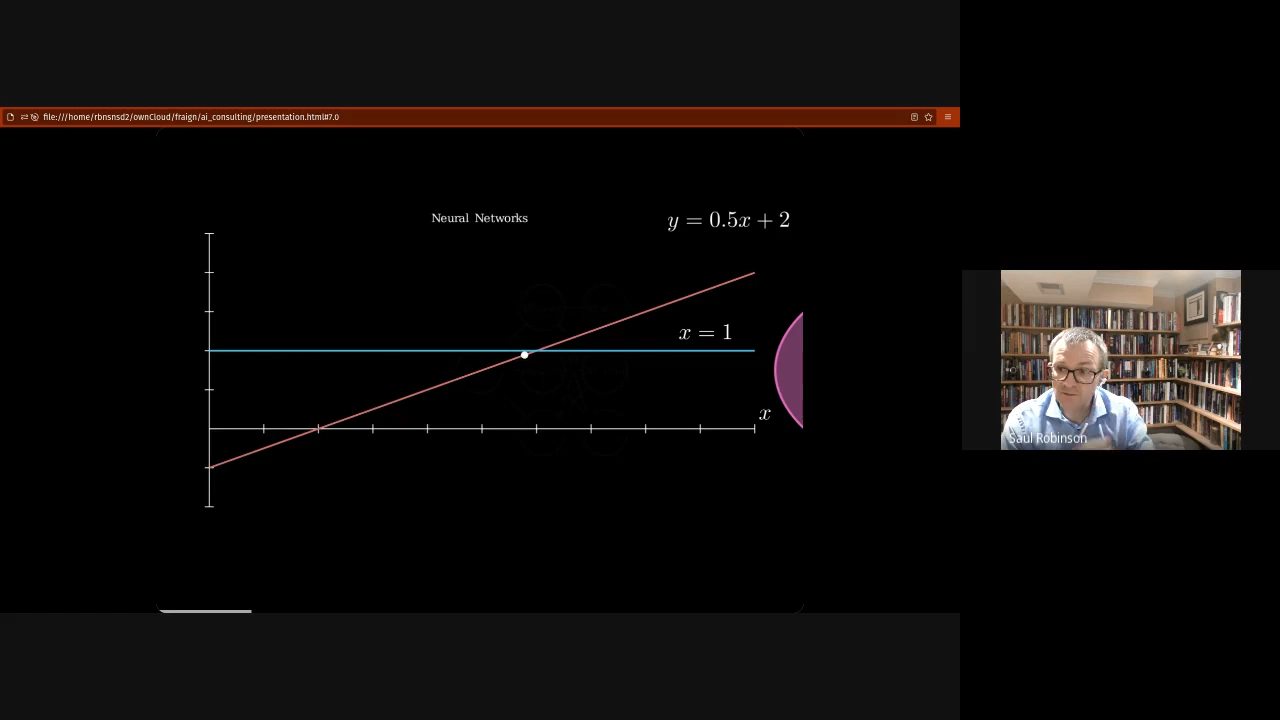 file:///home/rbnsnsd2/ownCloud/fraign/ai_consulting/presentation.html#7.0
Neural Networks
y = 0.5x + 2
x = 1
x
Saul Robinson